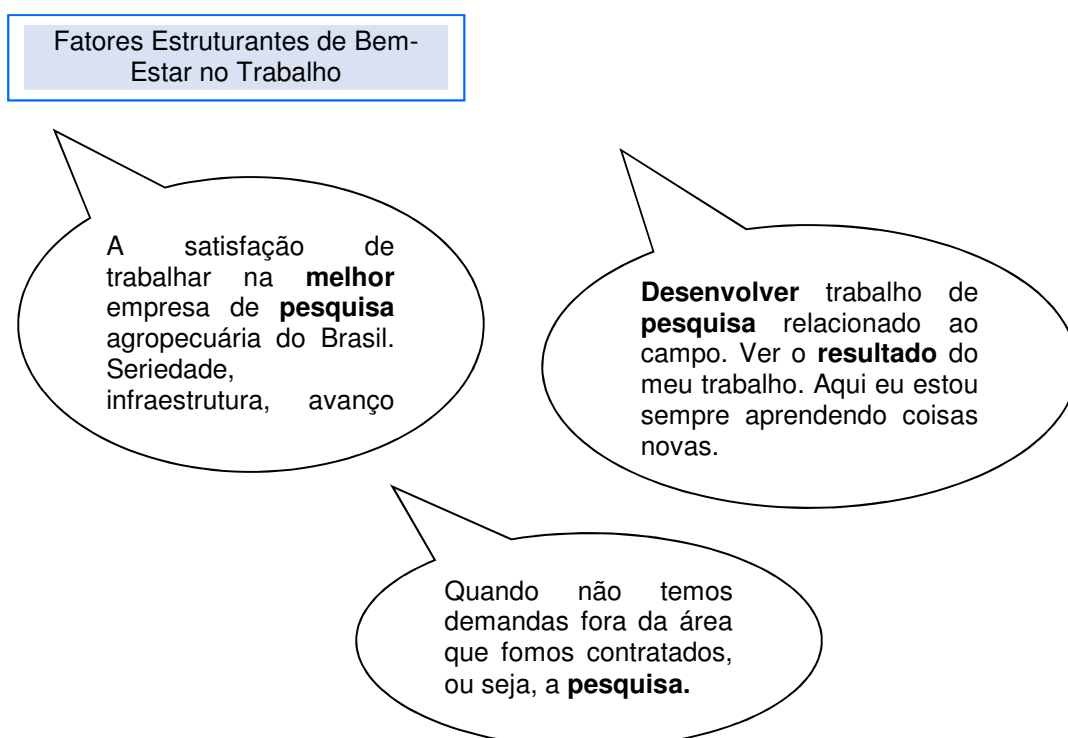 Fatores Estruturantes de Bem-
Estar no Trabalho
A satisfação de
trabalhar na melhor
empresa de pesquisa
agropecuária do Brasil.
Seriedade,
infraestrutura, avanço
Desenvolver trabalho de
pesquisa relacionado ao
campo. Ver o resultado do
meu trabalho. Aqui eu estou
sempre aprendendo coisas
novas.
Quando não temos
demandas fora da área
que fomos contratados,
ou seja, a pesquisa.